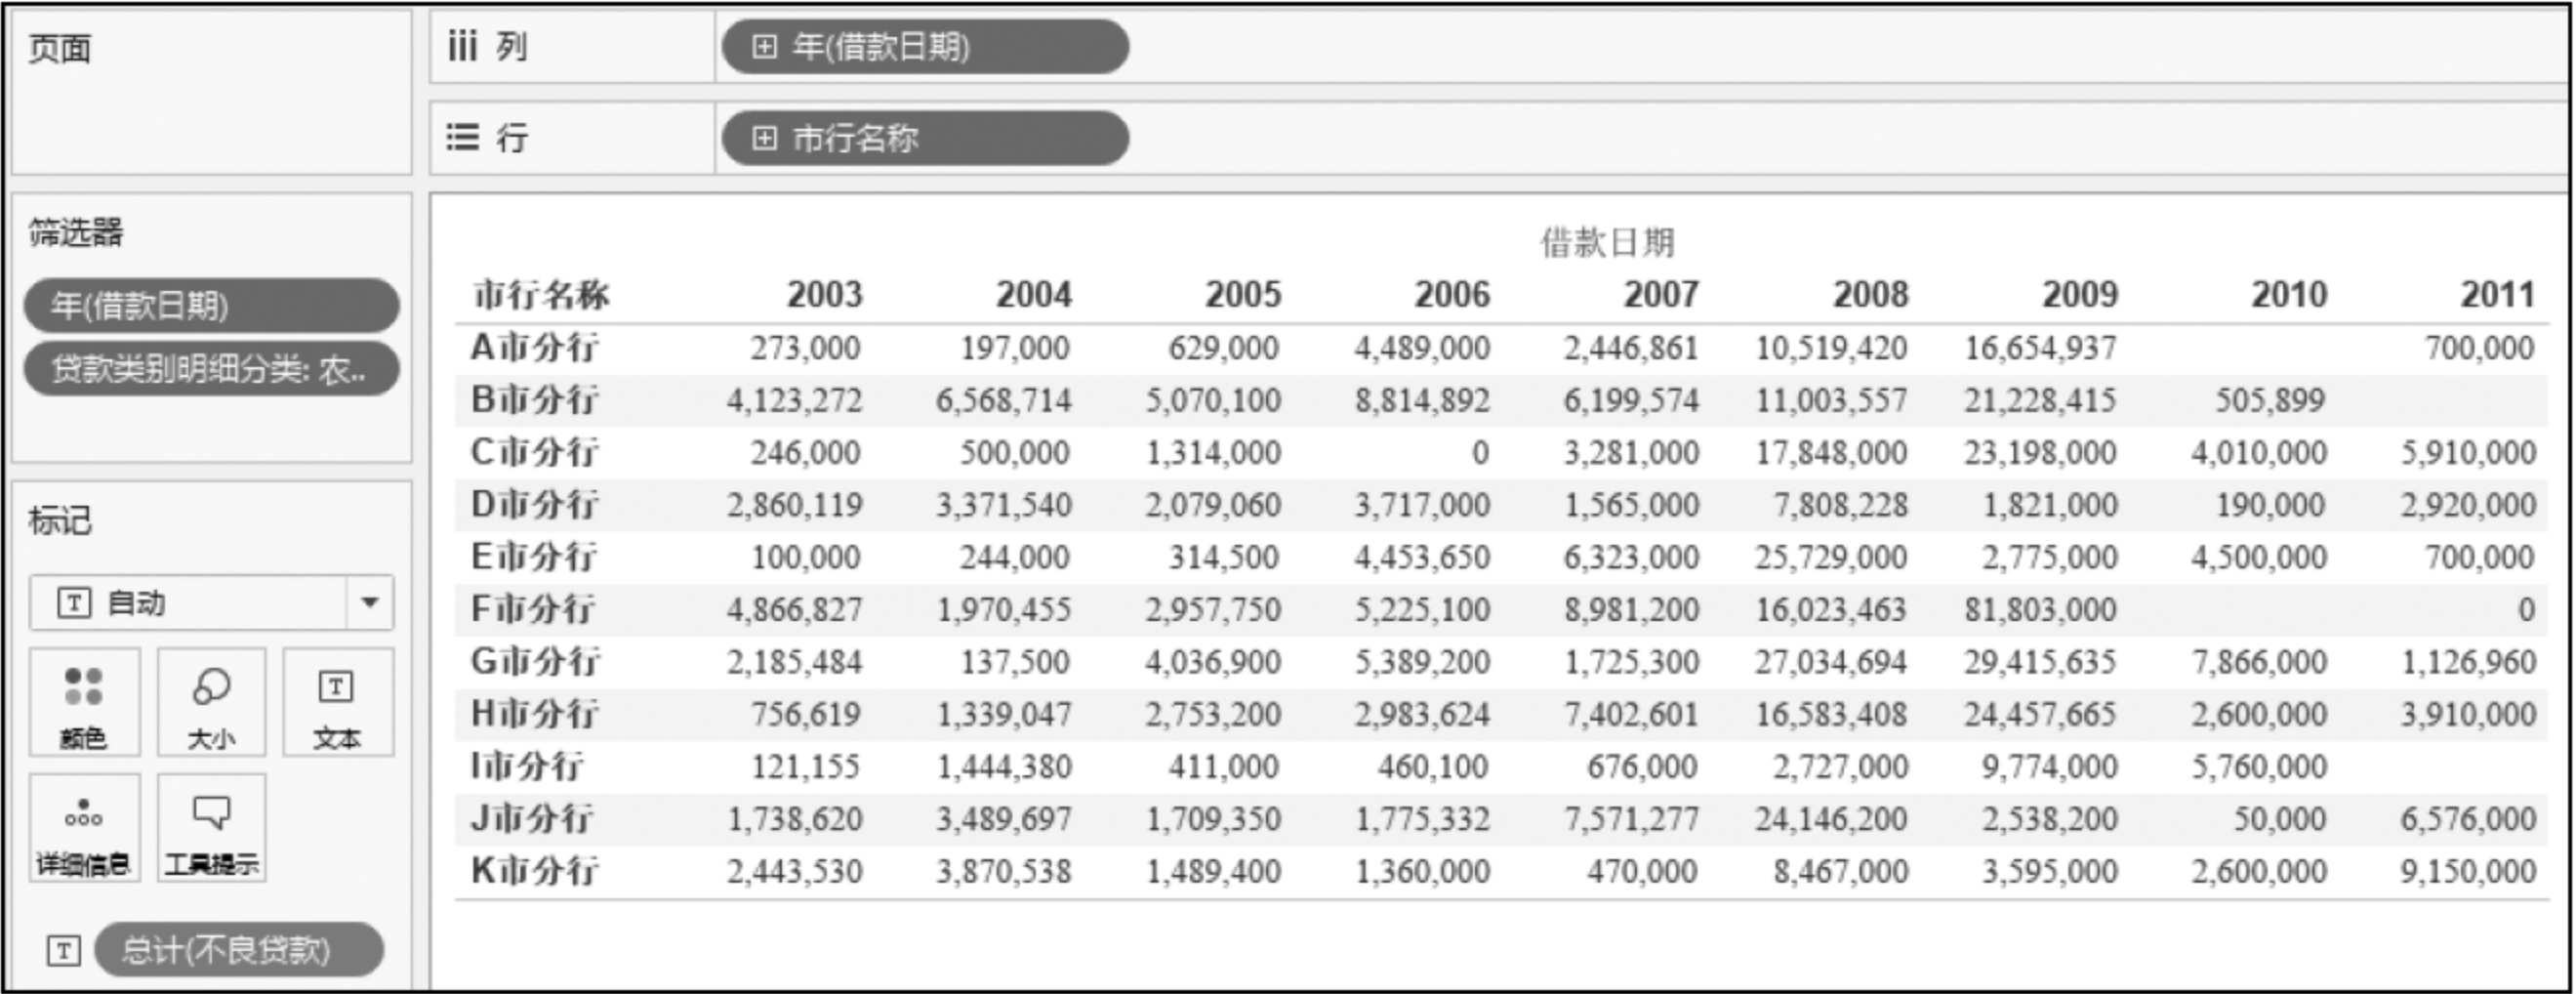 页面
iii 列 年(借款日期)
行 市行名称
筛选器
年(借款日期)
贷款类别明细分类: 农..
标记
自动
颜色 大小 文本
详细信息 工具提示
总计(不良贷款)
借款日期
市行名称 2003 2004 2005 2006 2007 2008 2009 2010 2011
A市分行 273,000 197,000 629,000 4,489,000 2,446,861 10,519,420 16,654,937 700,000
B市分行 4,123,272 6,568,714 5,070,100 8,814,892 6,199,574 11,003,557 21,228,415 505,899
C市分行 246,000 500,000 1,314,000 0 3,281,000 17,848,000 23,198,000 4,010,000 5,910,000
D市分行 2,860,119 3,371,540 2,079,060 3,717,000 1,565,000 7,808,228 1,821,000 190,000 2,920,000
E市分行 100,000 244,000 314,500 4,453,650 6,323,000 25,729,000 2,775,000 4,500,000 700,000
F市分行 4,866,827 1,970,455 2,957,750 5,225,100 8,981,200 16,023,463 81,803,000 0
G市分行 2,185,484 137,500 4,036,900 5,389,200 1,725,300 27,034,694 29,415,635 7,866,000 1,126,960
H市分行 756,619 1,339,047 2,753,200 2,983,624 7,402,601 16,583,408 24,457,665 2,600,000 3,910,000
I市分行 121,155 1,444,380 411,000 460,100 676,000 2,727,000 9,774,000 5,760,000
J市分行 1,738,620 3,489,697 1,709,350 1,775,332 7,571,277 24,146,200 2,538,200 50,000 6,576,000
K市分行 2,443,530 3,870,538 1,489,400 1,360,000 470,000 8,467,000 3,595,000 2,600,000 9,150,000